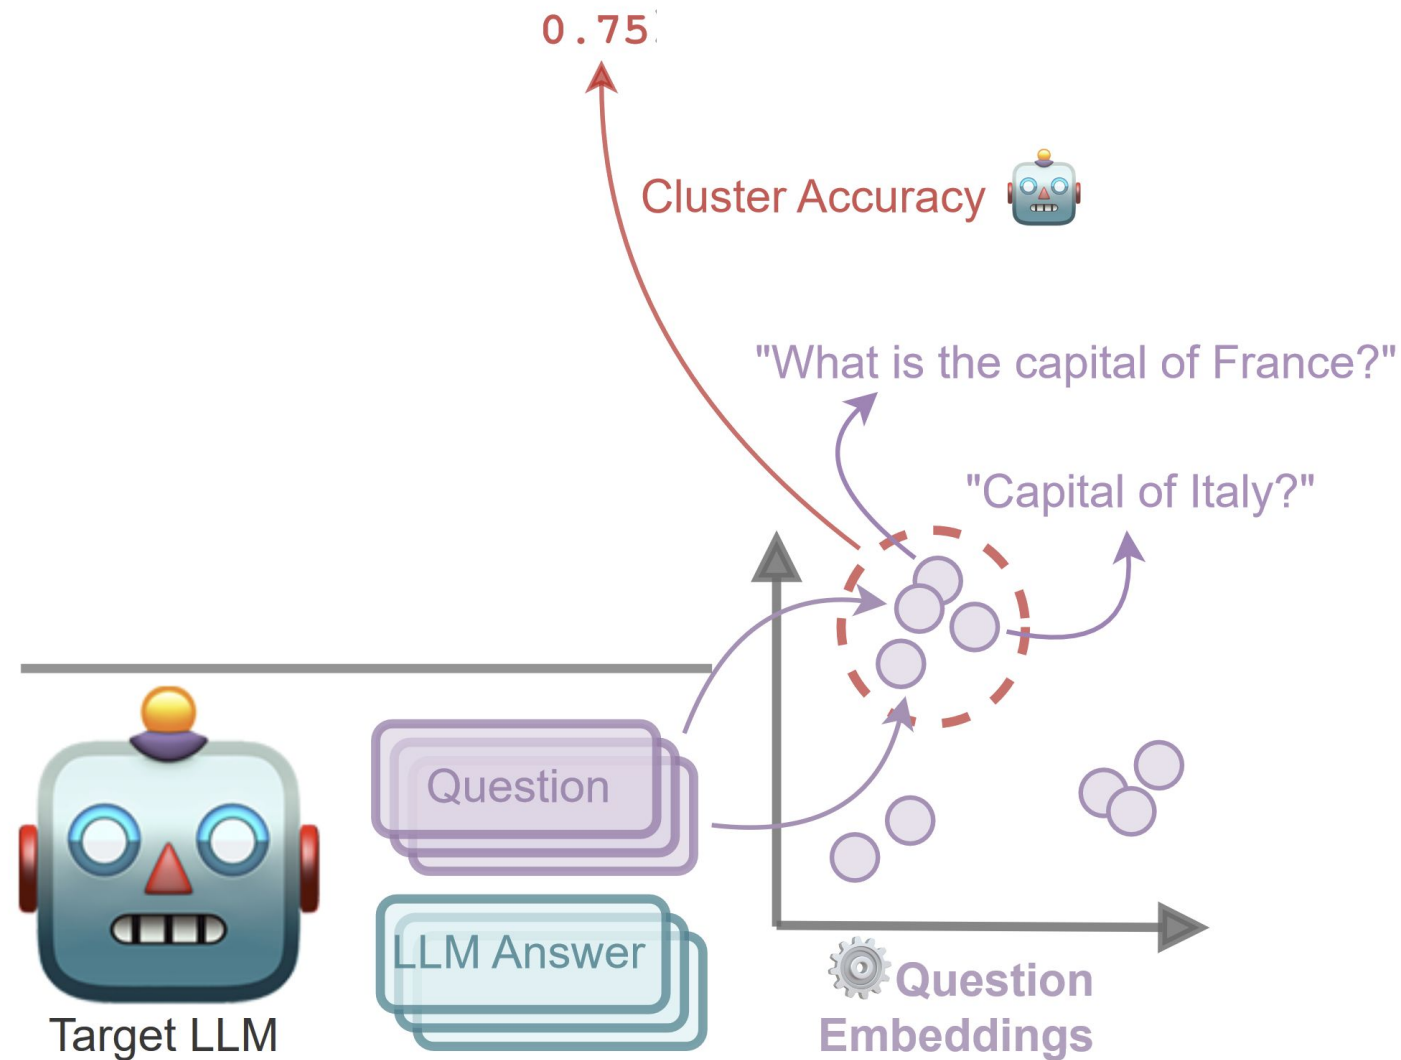 0.75
Cluster Accuracy
"What is the capital of France?"
"Capital of Italy?"
Question
LLM Answer
Target LLM
Question
Embeddings